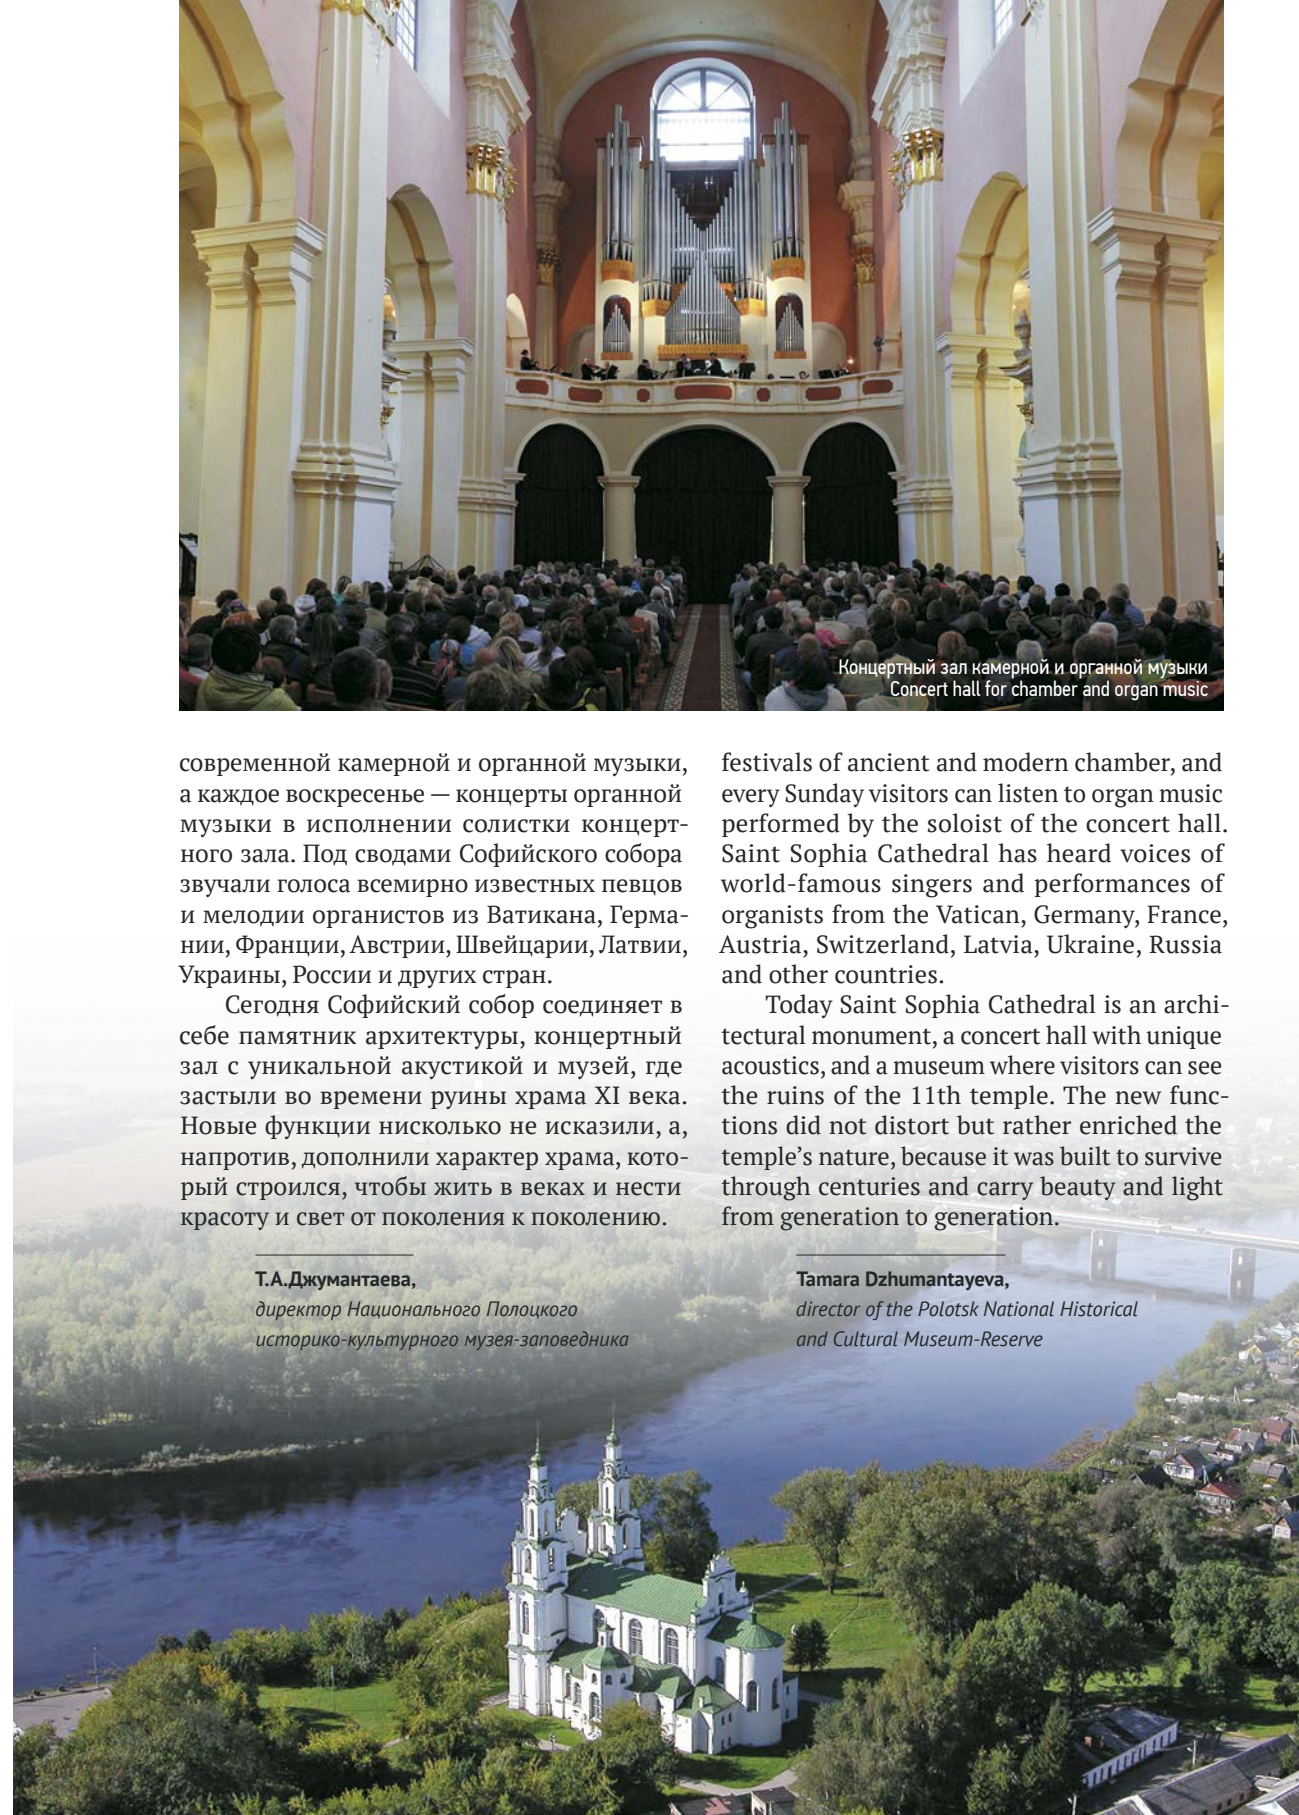 Концертный зал камерной и органной музыки
Concert hall for chamber and organ music
современной камерной и органной музыки,
а каждое воскресенье — концерты органной
музыки в исполнении солистки концерт-
ного зала. Под сводами Софийского собора
звучали голоса всемирно известных певцов
и мелодии органистов из Ватикана, Герма-
нии, Франции, Австрии, Швейцарии, Латвии,
Украины, России и других стран.
Сегодня Софийский собор соединяет в
себе памятник архитектуры, концертный
зал с уникальной акустикой и музей, где
застыли во времени руины храма XI века.
Новые функции нисколько не исказили, а,
напротив, дополнили характер храма, кото-
рый строился, чтобы жить в веках и нести
красоту и свет от поколения к поколению.
Т.А.Джумантаева,
директор Национального Полоцкого
историко-культурного музея-заповедника
festivals of ancient and modern chamber, and
every Sunday visitors can listen to organ music
performed by the soloist of the concert hall.
Saint Sophia Cathedral has heard voices of
world-famous singers and performances of
organists from the Vatican, Germany, France,
Austria, Switzerland, Latvia, Ukraine, Russia
and other countries.
Today Saint Sophia Cathedral is an archi-
tectural monument, a concert hall with unique
acoustics, and a museum where visitors can see
the ruins of the 11th temple. The new func-
tions did not distort but rather enriched the
temple’s nature, because it was built to survive
through centuries and carry beauty and light
from generation to generation.
Tamara Dzhumantayeva,
director of the Polotsk National Historical
and Cultural Museum-Reserve